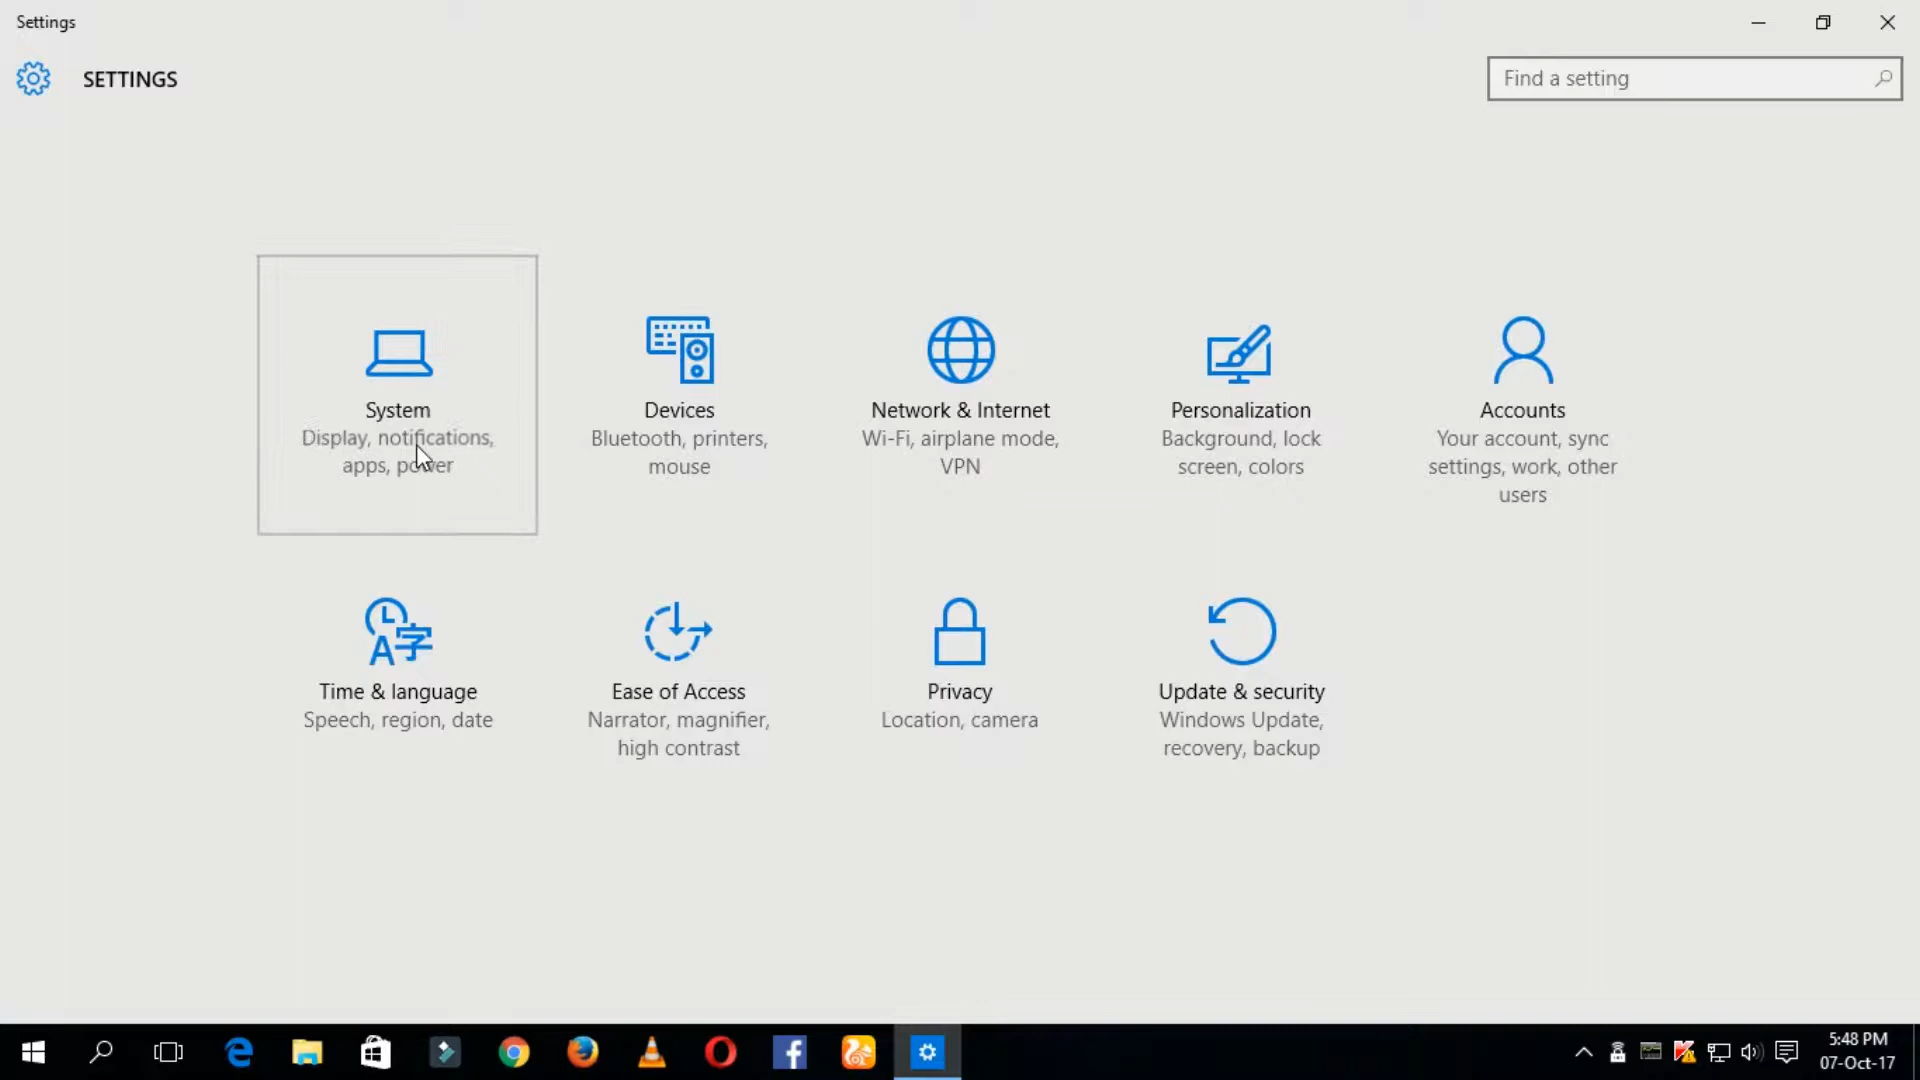 Settings
SETTINGS
Find a setting
System
Display, notifications,
apps, power
Devices
Bluetooth, printers,
mouse
Network & Internet
Wi-Fi, airplane mode,
VPN
Personalization
Background, lock
screen, colors
Accounts
Your account, sync
settings, work, other
users
Time & language
Speech, region, date
Ease of Access
Narrator, magnifier,
high contrast
Privacy
Location, camera
Update & security
Windows Update,
recovery, backup
5:48 PM
07-Oct-17